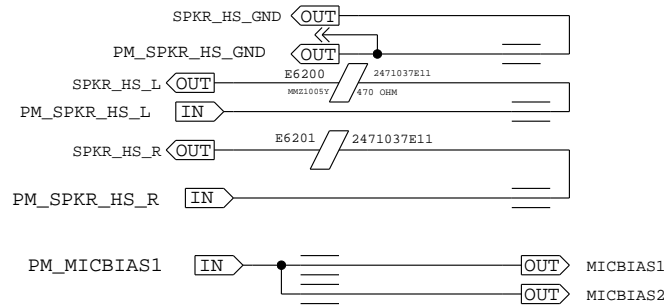 SPKR_HS_GND OUT
PM_SPKR_HS_GND OUT
E6200 2471037E11
SPKR_HS_L OUT
MMZ1005Y 470 OHM
PM_SPKR_HS_L IN
E6201 2471037E11
SPKR_HS_R OUT
PM_SPKR_HS_R IN
PM_MICBIAS1 IN OUT MICBIAS1
OUT MICBIAS2